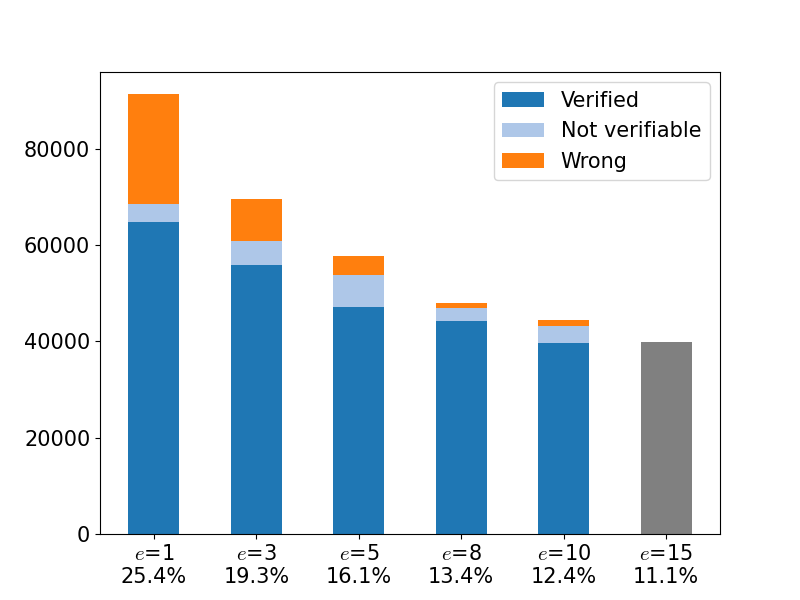 Verified
Not verifiable
Wrong
80000
60000
40000
20000
0
e=1 e=3 e=5 e=8 e=10 e=15
25.4% 19.3% 16.1% 13.4% 12.4% 11.1%